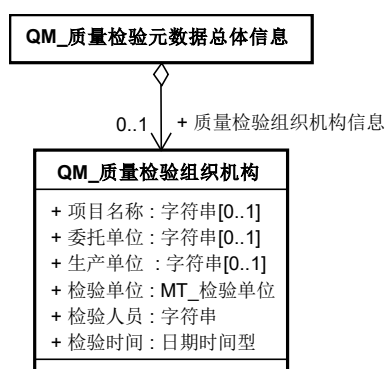 QM_质量检验元数据总体信息
0..1
+ 质量检验组织机构信息
QM_质量检验组织机构
+ 项目名称 : 字符串[0..1]
+ 委托单位 : 字符串[0..1]
+ 生产单位 : 字符串[0..1]
+ 检验单位 : MT_检验单位
+ 检验人员 : 字符串
+ 检验时间 : 日期时间型